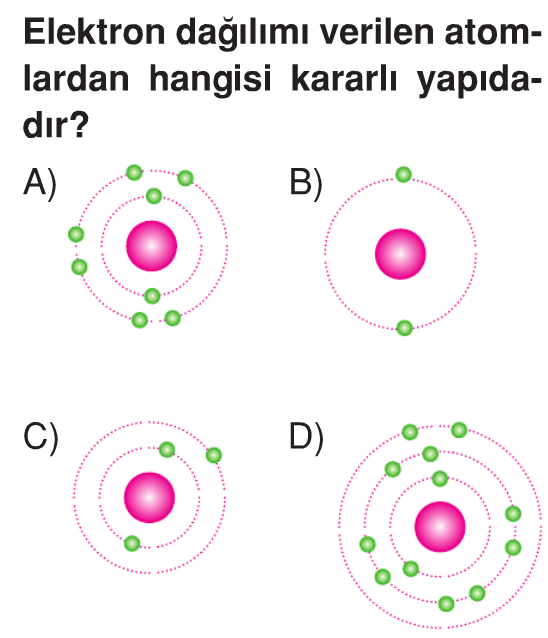 Elektron dağılımı verilen atom-
lardan hangisi kararlı yapıda-
dır?
A) B)
C) D)